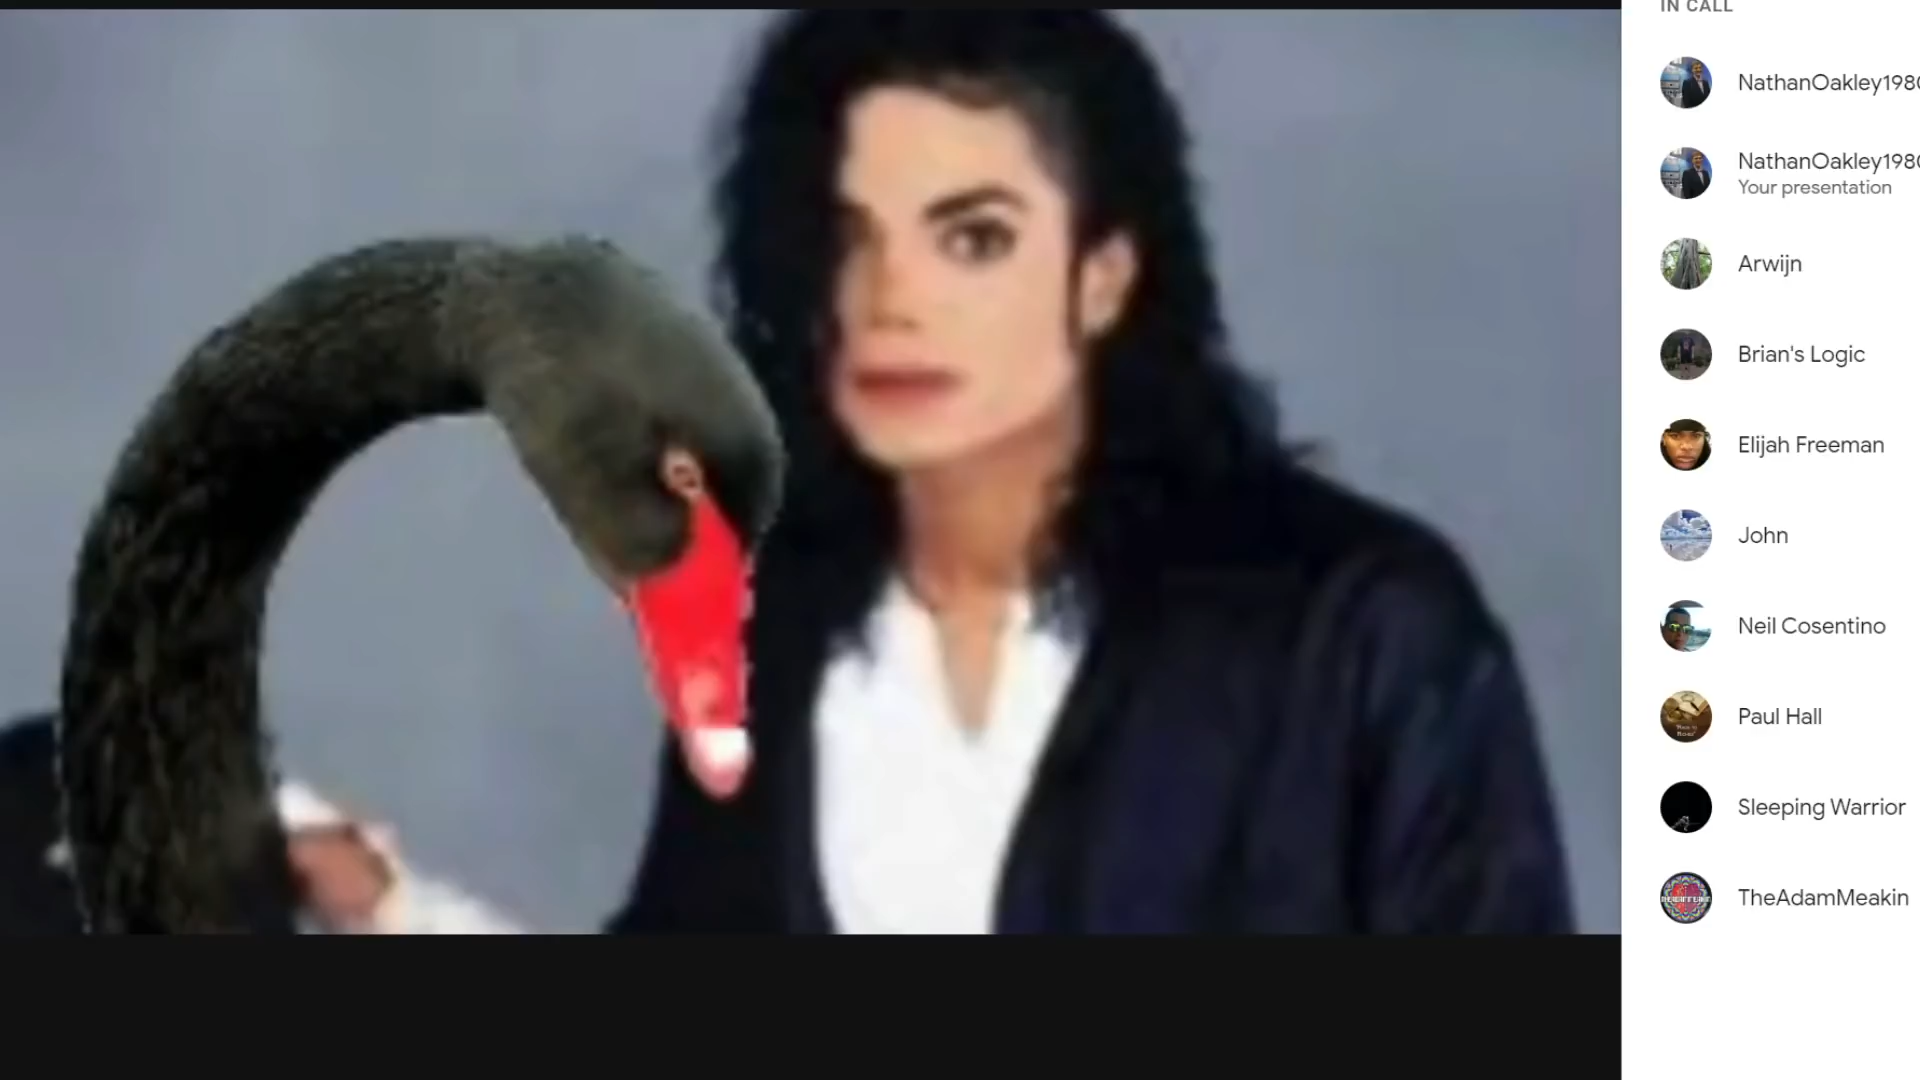 IN CALL
NathanOakley198
NathanOakley198
Your presentation
Arwijn
Brian's Logic
Elijah Freeman
John
Neil Cosentino
Paul Hall
Sleeping Warrior
TheAdamMeakin